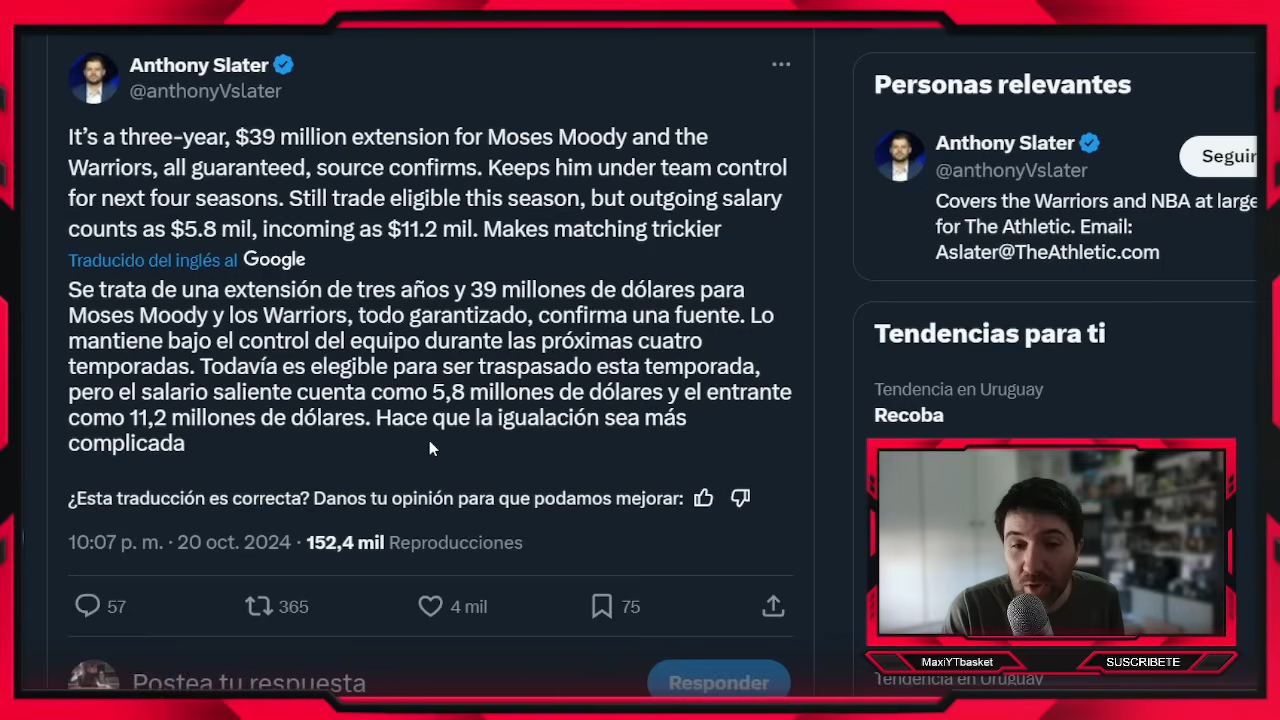 Anthony Slater
@anthonyVslater
It's a three-year, $39 million extension for Moses Moody and the
Warriors, all guaranteed, source confirms. Keeps him under team control
for next four seasons. Still trade eligible this season, but outgoing salary
counts as $5.8 mil, incoming as $11.2 mil. Makes matching trickier
Traducido del inglés al Google
Se trata de una extensión de tres años y 39 millones de dólares para
Moses Moody y los Warriors, todo garantizado, confirma una fuente. Lo
mantiene bajo el control del equipo durante las próximas cuatro
temporadas. Todavía es elegible para ser traspasado esta temporada,
pero el salario saliente cuenta como 5,8 millones de dólares y el entrante
como 11,2 millones de dólares. Hace que la igualación sea más
complicada
¿Esta traducción es correcta? Danos tu opinión para que podamos mejorar:
10:07 p. m. · 20 oct. 2024 · 152,4 mil Reproducciones
57 365 4 mil 75
Postea tu respuesta
Responder
Personas relevantes
Anthony Slater
@anthonyVslater
Seguir
Covers the Warriors and NBA at large
for The Athletic. Email:
Aslater@TheAthletic.com
Tendencias para ti
Tendencia en Uruguay
Recoba
MaxiYTbasket
SUSCRIBETE
Tendencia en Uruguay